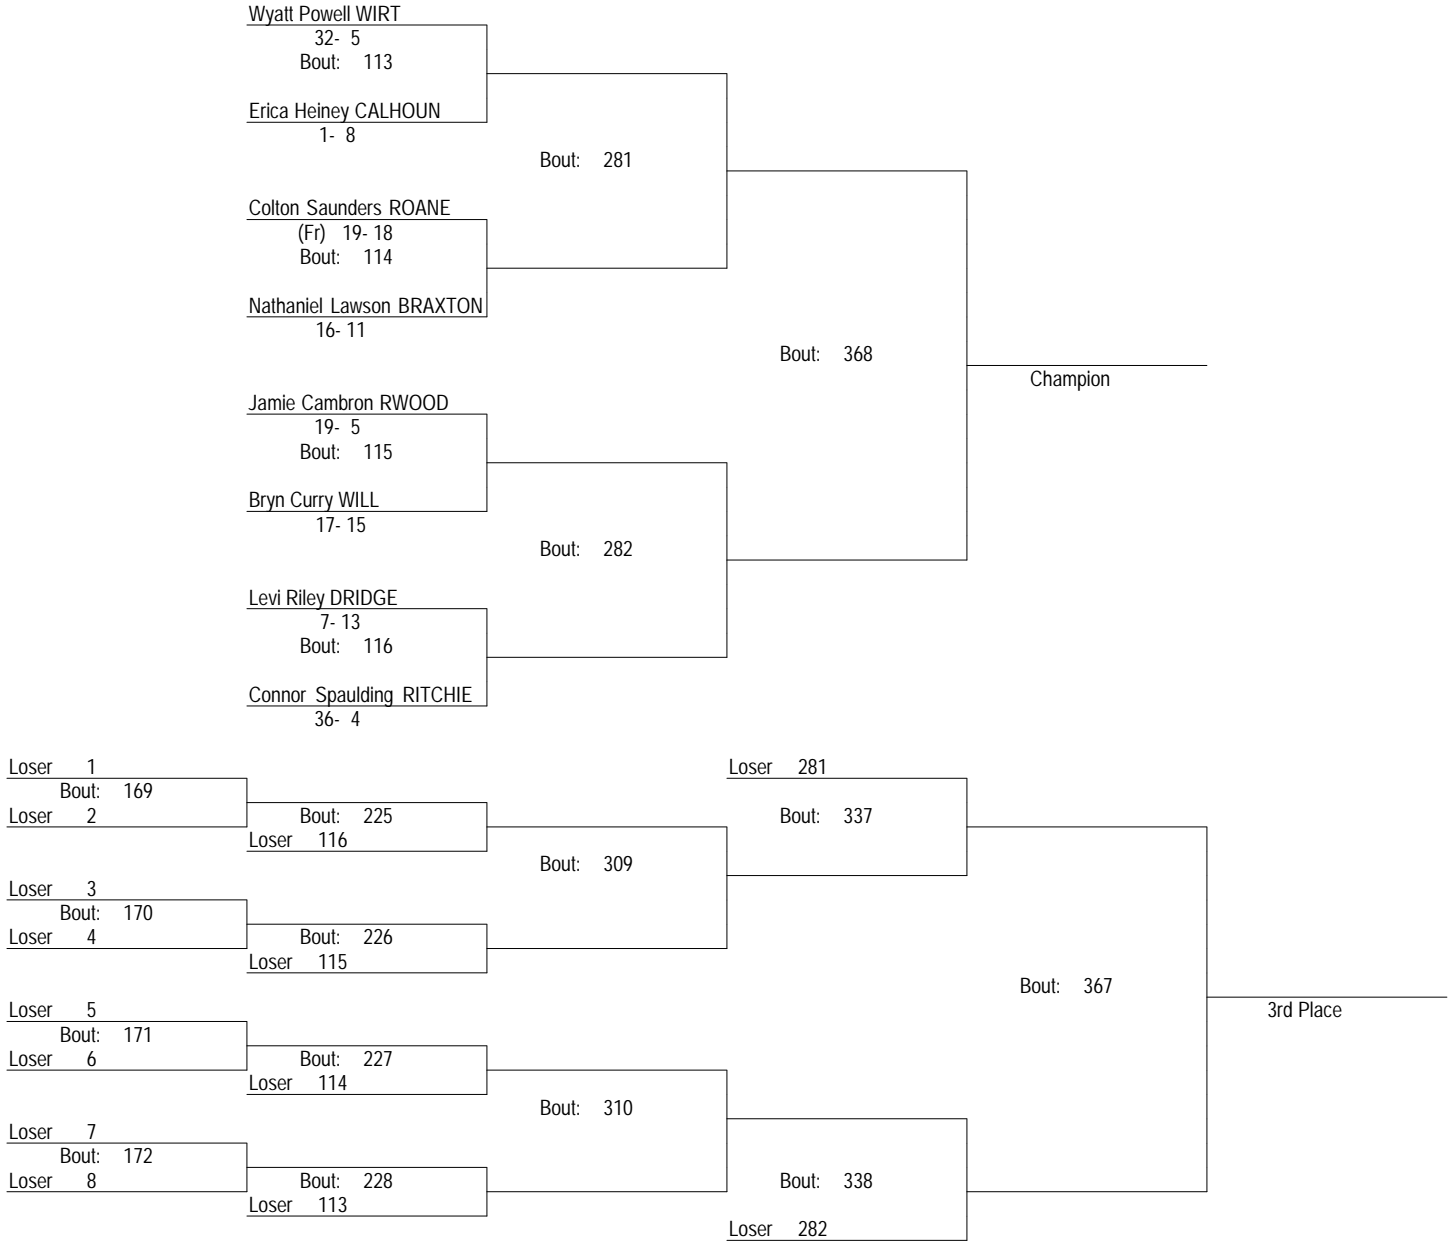 Wyatt Powell WIRT
32- 5
Bout: 113
Erica Heiney CALHOUN
1- 8
Bout: 281
Colton Saunders ROANE
(Fr) 19- 18
Bout: 114
Nathaniel Lawson BRAXTON
16- 11
Bout: 368
Champion
Jamie Cambron RWOOD
19- 5
Bout: 115
Bryn Curry WILL
17- 15
Bout: 282
Levi Riley DRIDGE
7- 13
Bout: 116
Connor Spaulding RITCHIE
36- 4
Loser 1
Bout: 169
Loser 2
Bout: 225
Loser 116
Loser 281
Bout: 337
Bout: 309
Loser 3
Bout: 170
Loser 4
Bout: 226
Loser 115
Bout: 367
3rd Place
Loser 5
Bout: 171
Loser 6
Bout: 227
Loser 114
Bout: 310
Loser 7
Bout: 172
Loser 8
Bout: 228
Loser 113
Bout: 338
Loser 282